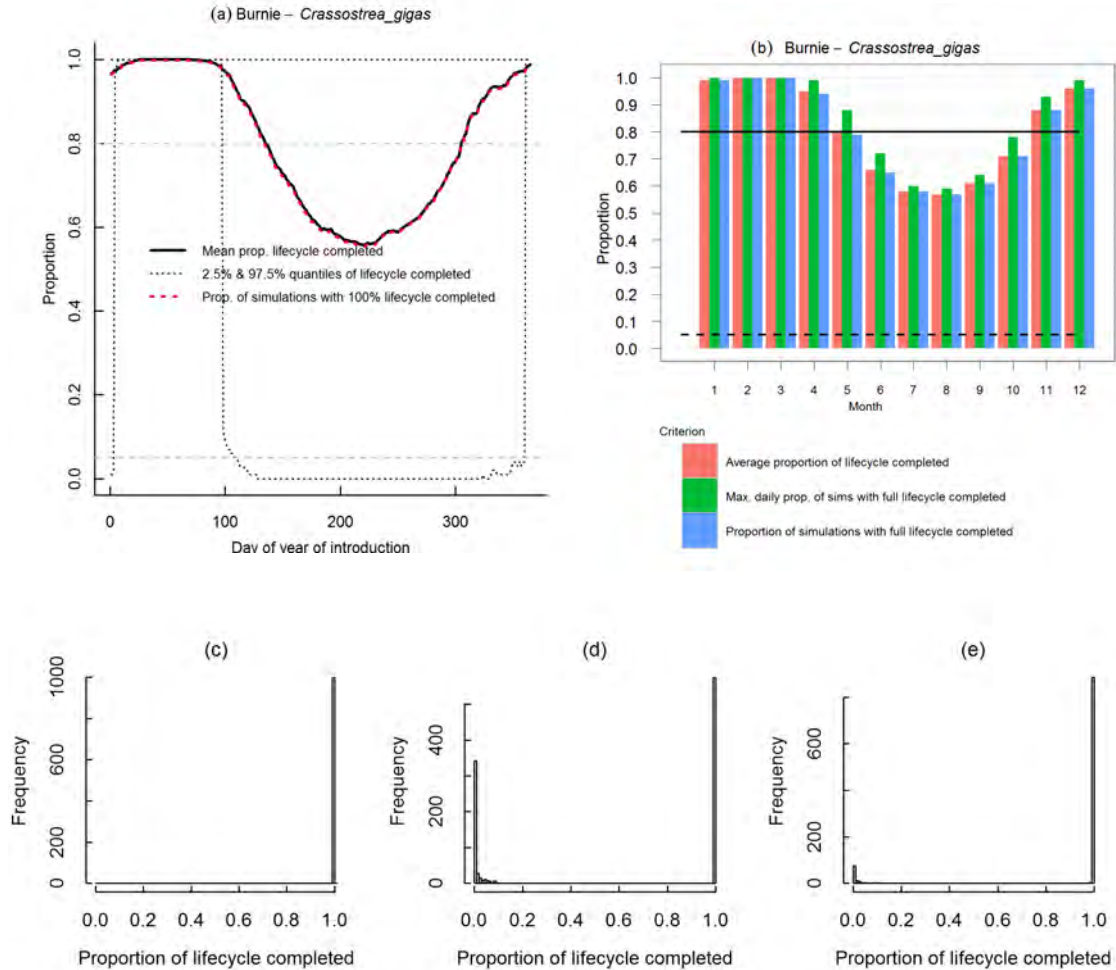 (a) Burnie – Crassostrea_gigas
Proportion
1.0
0.8
0.6
0.4
0.2
0.0
Mean prop. lifecycle completed
2.5% & 97.5% quantiles of lifecycle completed
Prop. of simulations with 100% lifecycle completed
0 100 200 300
Day of year of introduction
(b) Burnie – Crassostrea_gigas
Proportion
1.0
0.9
0.8
0.7
0.6
0.5
0.4
0.3
0.2
0.1
0.0
1 2 3 4 5 6 7 8 9 10 11 12
Month
Criterion
Average proportion of lifecycle completed
Max. daily prop. of sims with full lifecycle completed
Proportion of simulations with full lifecycle completed
(c)
Frequency
1000
600
200
0
0.0 0.2 0.4 0.6 0.8 1.0
Proportion of lifecycle completed
(d)
Frequency
400
200
0
0.0 0.2 0.4 0.6 0.8 1.0
Proportion of lifecycle completed
(e)
Frequency
600
200
0
0.0 0.2 0.4 0.6 0.8 1.0
Proportion of lifecycle completed